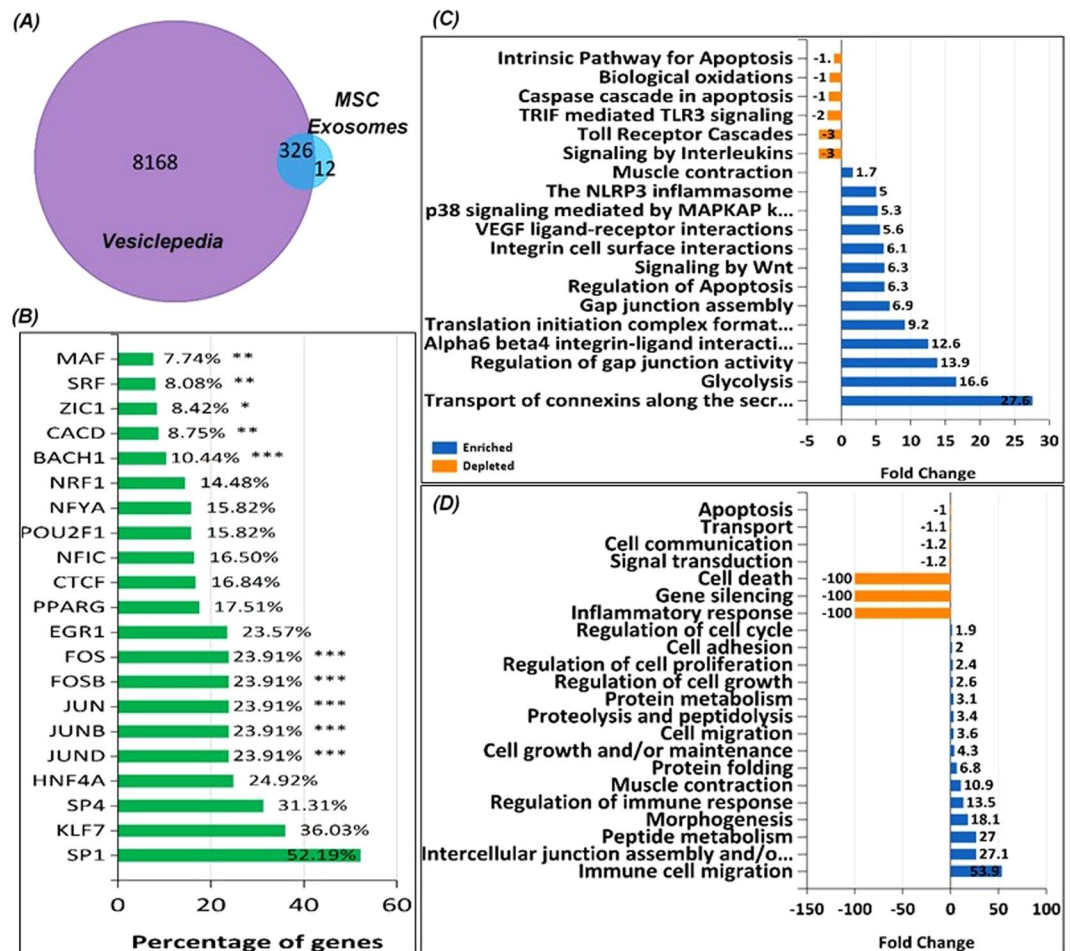 (A)
MSC
Exosomes
326
12
8168
Vesiclepedia
(B)
MAF 7.74% **
SRF 8.08% **
ZIC1 8.42% *
CACD 8.75% **
BACH1 10.44% ***
NRF1 14.48%
NFYA 15.82%
POU2F1 15.82%
NFIC 16.50%
CTCF 16.84%
PPARG 17.51%
EGR1 23.57%
FOS 23.91% ***
FOSB 23.91% ***
JUN 23.91% ***
JUNB 23.91% ***
JUND 23.91% ***
HNF4A 24.92%
SP4 31.31%
KLF7 36.03%
SP1 52.19%
0 20 40 60
Percentage of genes
(C)
Intrinsic Pathway for Apoptosis -1.
Biological oxidations -1
Caspase cascade in apoptosis -1
TRIF mediated TLR3 signaling -2
Toll Receptor Cascades -3
Signaling by Interleukins -3
Muscle contraction 1.7
The NLRP3 inflammasome 5
p38 signaling mediated by MAPKAP k... 5.3
VEGF ligand-receptor interactions 5.6
Integrin cell surface interactions 6.1
Signaling by Wnt 6.3
Regulation of Apoptosis 6.3
Gap junction assembly 6.9
Translation initiation complex format... 9.2
Alpha6 beta4 integrin-ligand interacti... 12.6
Regulation of gap junction activity 13.9
Glycolysis 16.6
Transport of connexins along the secr... 27.6
-5 0 5 10 15 20 25 30
Enriched
Depleted
Fold Change
(D)
Apoptosis -1
Transport -1.1
Cell communication -1.2
Signal transduction -1.2
Cell death -100
Gene silencing -100
Inflammatory response -100
Regulation of cell cycle 1.9
Cell adhesion 2
Regulation of cell proliferation 2.4
Regulation of cell growth 2.6
Protein metabolism 3.1
Proteolysis and peptidolysis 3.4
Cell migration 3.6
Cell growth and/or maintenance 4.3
Protein folding 6.8
Muscle contraction 10.9
Regulation of immune response 13.5
Morphogenesis 18.1
Peptide metabolism 27
Intercellular junction assembly and/o... 27.1
Immune cell migration 53.9
-150 -100 -50 0 50 100
Fold Change